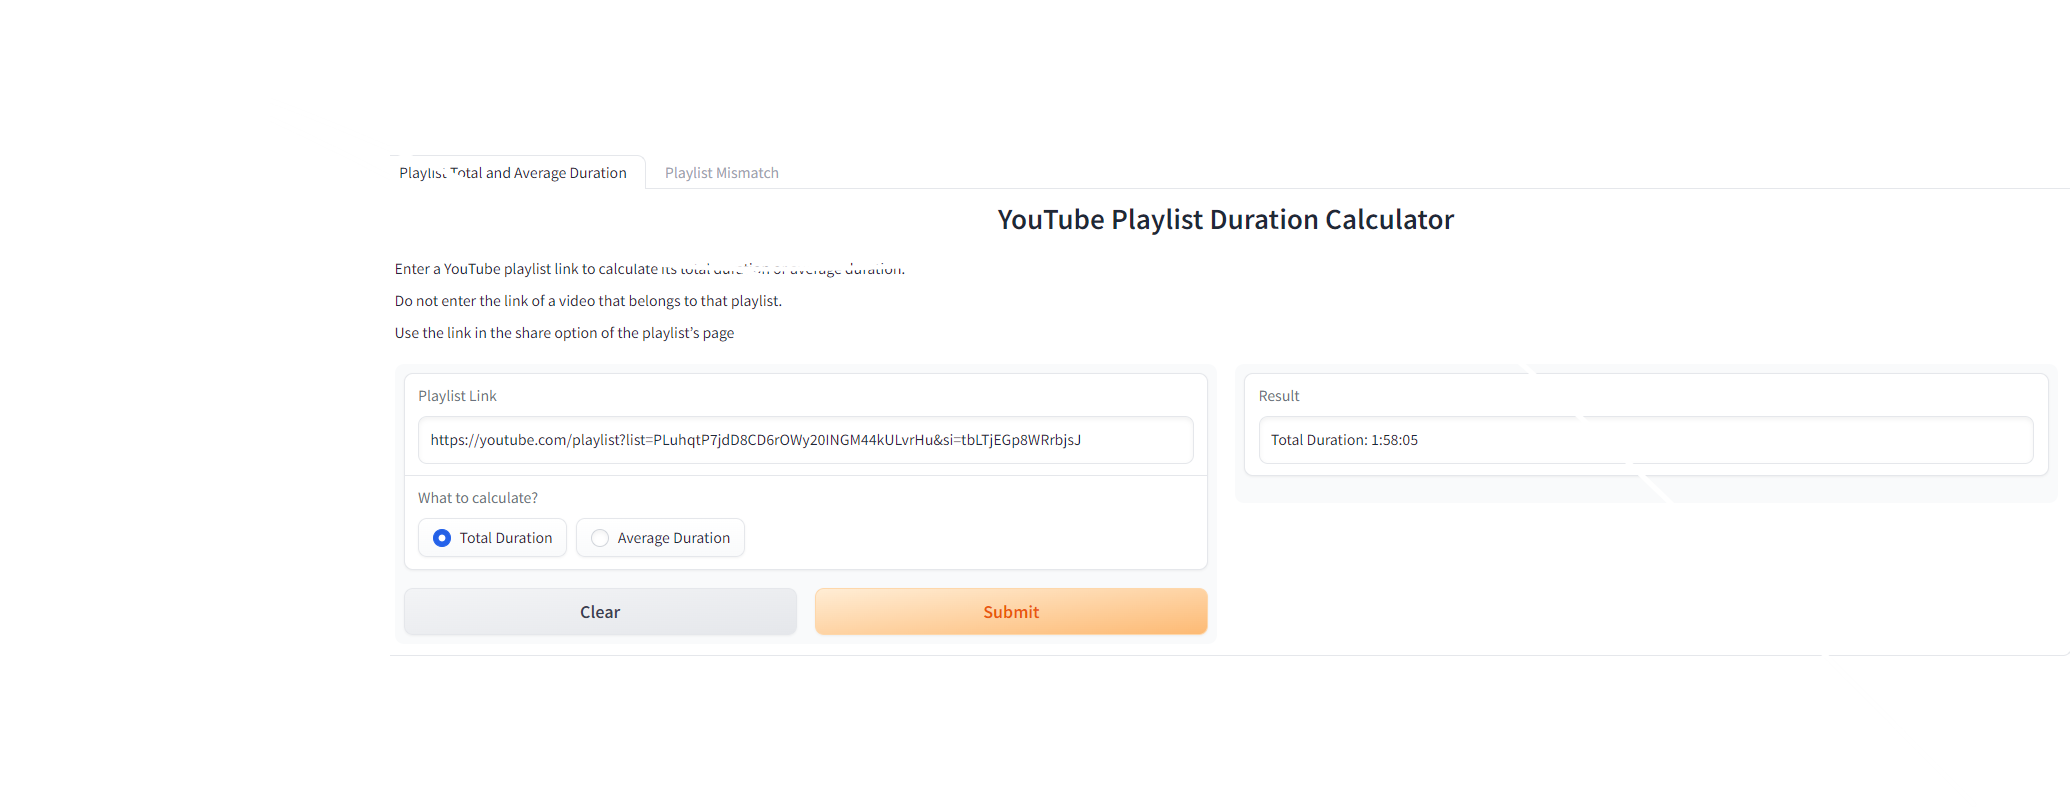 Playlist Total and Average Duration
Playlist Mismatch
YouTube Playlist Duration Calculator
Enter a YouTube playlist link to calculate its total duration or average duration.
Do not enter the link of a video that belongs to that playlist.
Use the link in the share option of the playlist’s page
Playlist Link
https://youtube.com/playlist?list=PLuhqtP7jdD8CD6rOWy20INGM44kULvrHu&si=tbLTjEGp8WRrbjsJ
What to calculate?
Total Duration
Average Duration
Clear
Submit
Result
Total Duration: 1:58:05